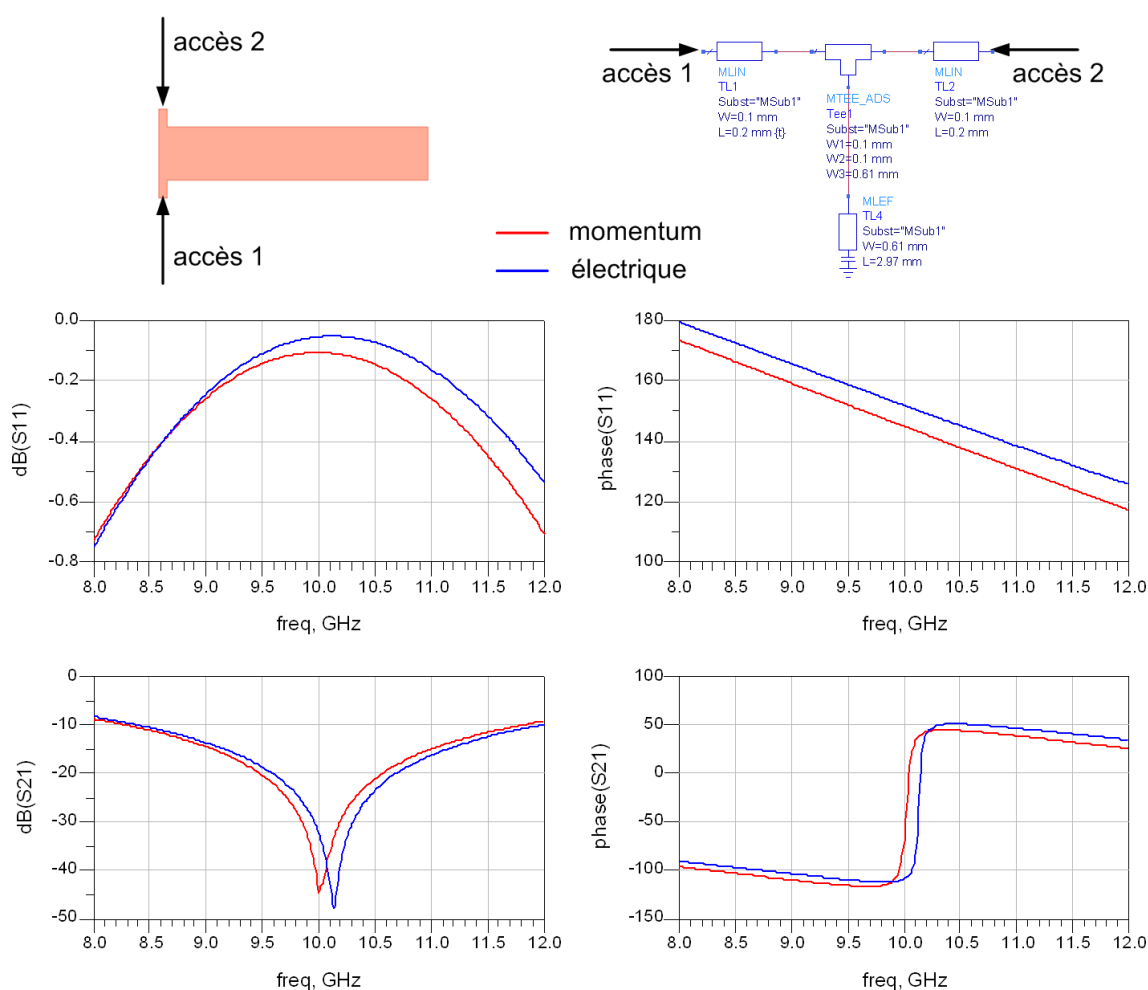 accès 2
accès 1
momentum
électrique
accès 1
accès 2
MLIN
TL1
Subst="MSub1"
W=0.1 mm
L=0.2 mm {t}
MTEE_ADS
Tee1
Subst="MSub1"
W1=0.1 mm
W2=0.1 mm
W3=0.61 mm
MLIN
TL2
Subst="MSub1"
W=0.1 mm
L=0.2 mm
MLEF
TL4
Subst="MSub1"
W=0.61 mm
L=2.97 mm
dB(S11)
0.0
-0.2
-0.4
-0.6
-0.8
8.0 8.5 9.0 9.5 10.0 10.5 11.0 11.5 12.0
freq, GHz
phase(S11)
180
160
140
120
100
8.0 8.5 9.0 9.5 10.0 10.5 11.0 11.5 12.0
freq, GHz
dB(S21)
0
-10
-20
-30
-40
-50
8.0 8.5 9.0 9.5 10.0 10.5 11.0 11.5 12.0
freq, GHz
phase(S21)
100
50
0
-50
-100
-150
8.0 8.5 9.0 9.5 10.0 10.5 11.0 11.5 12.0
freq, GHz